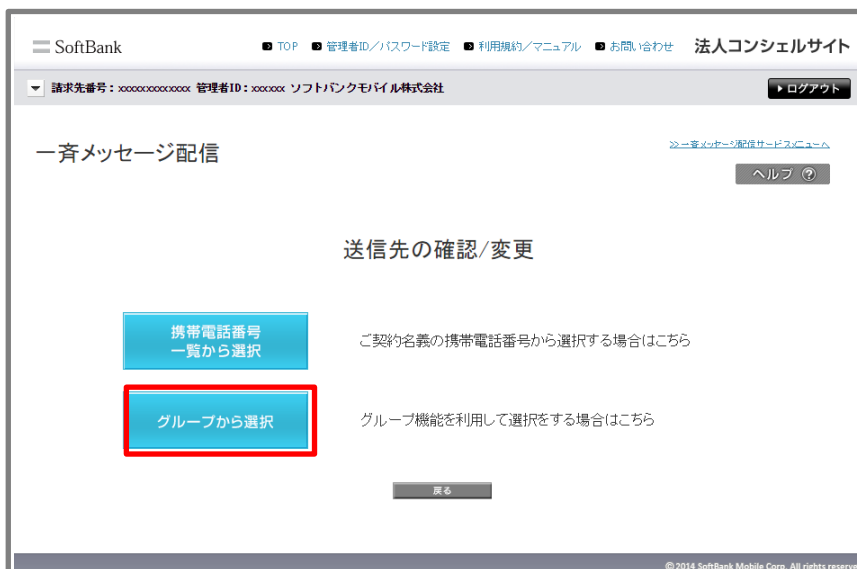 SoftBank
TOP 管理者ID／パスワード設定 利用規約／マニュアル お問い合わせ 法人コンシェルサイト
請求先番号：xxxxxxxxxxxxx 管理者ID：xxxxxx ソフトバンクモバイル株式会社
ログアウト
一斉メッセージ配信
≫一斉メッセージ配信サービスメニューへ
ヘルプ ?
送信先の確認/変更
携帯電話番号
一覧から選択
ご契約名義の携帯電話番号から選択する場合はこちら
グループから選択
グループ機能を利用して選択をする場合はこちら
戻る
© 2014 SoftBank Mobile Corp. All rights reserve